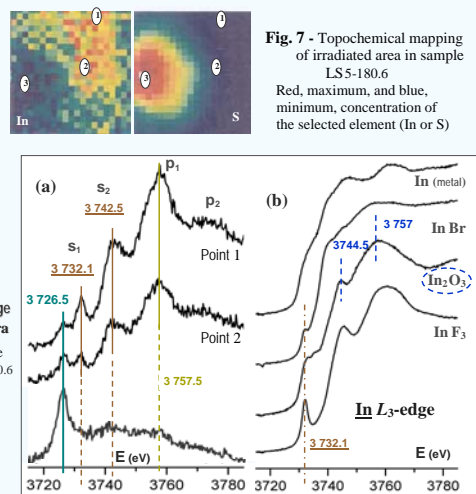 1
1
3
2
3
2
In
S
Fig. 7 - Topochemical mapping
of irradiated area in sample
LS5-180.6
Red, maximum, and blue,
minimum, concentration of
the selected element (In or S)
(a)
s2
p1
3 742.5
p2
s1
3 732.1
Point 1
3 726.5
Point 2
3 757.5
E (eV)
3720
3740
3760
3780
(b)
In (metal)
In Br
3 757
3744.5
In2O3
In F3
In L3-edge
3 732.1
E (eV)
3720
3740
3760
3780